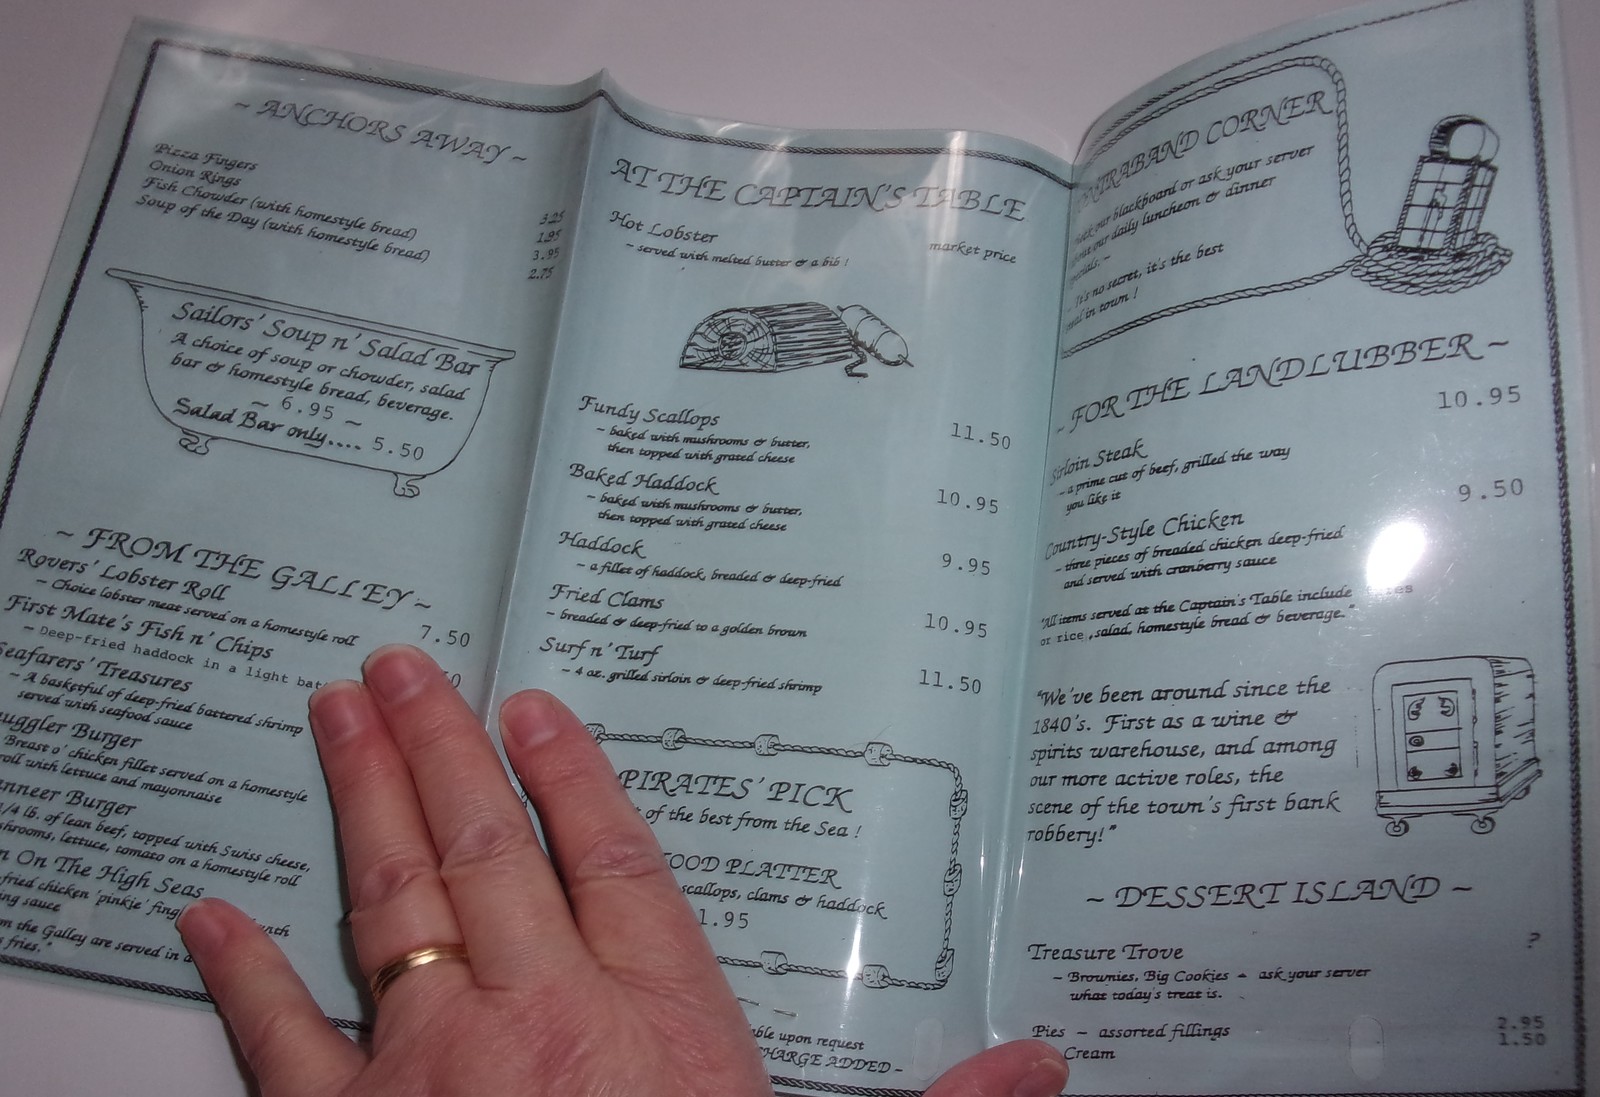 ~ ANCHORS AWAY ~
Pizza Fingers 3.25
Onion Rings 1.95
Fish Chowder (with homestyle bread) 3.95
Soup of the Day (with homestyle bread) 2.75
Sailors' Soup n' Salad Bar
A choice of soup or chowder, salad
bar & homestyle bread, beverage.
~ 6.95 ~
Salad Bar only.... 5.50
~ FROM THE GALLEY ~
Rovers' Lobster Roll
~ Choice lobster meat served on a homestyle roll 7.50
First Mate's Fish n' Chips
~ Deep-fried haddock in a light
Seafarers' Treasures
~ A basketful of deep-fried battered shrimp
served with seafood sauce
Burger
Breast o' chicken fillet served on a homestyle
roll with lettuce and mayonnaise
Burger
lb. of lean beef, topped with Swiss cheese,
lettuce, tomato on a homestyle roll
On The High Seas
fried chicken 'pinkie'
sauce
the Galley are served in a
fries."
AT THE CAPTAIN'S TABLE
Hot Lobster market price
~ served with melted butter & a bib !
Fundy Scallops 11.50
~ baked with mushrooms & butter,
then topped with grated cheese
Baked Haddock 10.95
~ baked with mushrooms & butter,
then topped with grated cheese
Haddock 9.95
~ a fillet of haddock, breaded & deep-fried
Fried Clams 10.95
~ breaded & deep-fried to a golden brown
Surf n' Turf 11.50
~ 4 oz. grilled sirloin & deep-fried shrimp
PIRATES' PICK
of the best from the Sea !
PLATTER
scallops, clams & haddock
1.95
upon request
CHARGE ADDED ~
CORNER
our blackboard or ask your server
our daily luncheon & dinner
~ It's no secret, it's the best
in town !
~ FOR THE LANDLUBBER ~
Sirloin Steak 10.95
~ a prime cut of beef, grilled the way
you like it
Country-Style Chicken 9.50
~ three pieces of breaded chicken deep-fried
and served with cranberry sauce
"All items served at the Captain's Table include
or rice, salad, homestyle bread & beverage."
"We've been around since the
1840's. First as a wine &
spirits warehouse, and among
our more active roles, the
scene of the town's first bank
robbery!"
~ DESSERT ISLAND ~
Treasure Trove ?
~ Brownies, Big Cookies ~ ask your server
what today's treat is.
Pies ~ assorted fillings 2.95
Cream 1.50